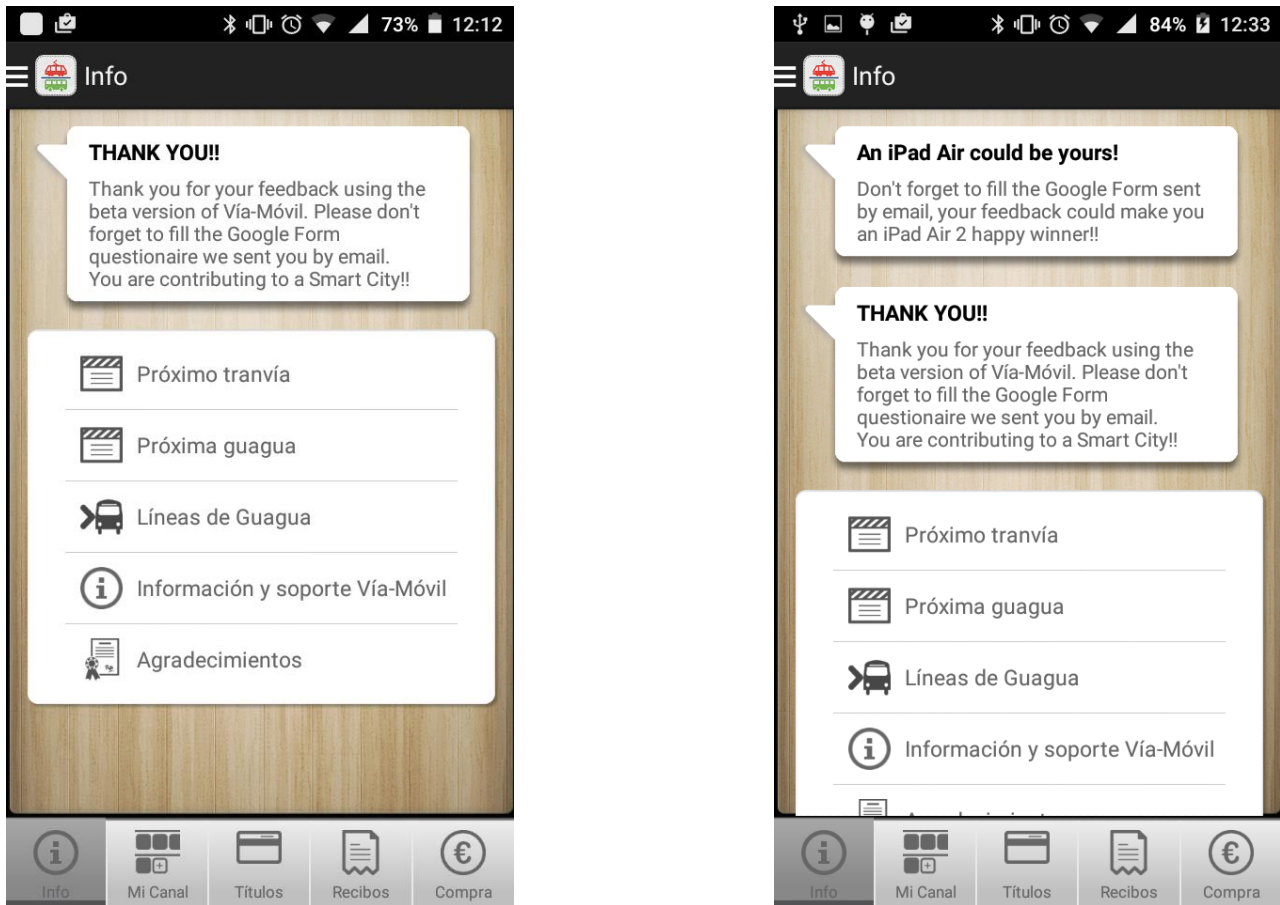 73% 12:12
Info
THANK YOU!!
Thank you for your feedback using the
beta version of Vía-Móvil. Please don't
forget to fill the Google Form
questionaire we sent you by email.
You are contributing to a Smart City!!
Próximo tranvía
Próxima guagua
Líneas de Guagua
Información y soporte Vía-Móvil
Agradecimientos
Info
Mi Canal
Títulos
Recibos
Compra
84% 12:33
Info
An iPad Air could be yours!
Don't forget to fill the Google Form sent
by email, your feedback could make you
an iPad Air 2 happy winner!!
THANK YOU!!
Thank you for your feedback using the
beta version of Vía-Móvil. Please don't
forget to fill the Google Form
questionaire we sent you by email.
You are contributing to a Smart City!!
Próximo tranvía
Próxima guagua
Líneas de Guagua
Información y soporte Vía-Móvil
Info
Mi Canal
Títulos
Recibos
Compra